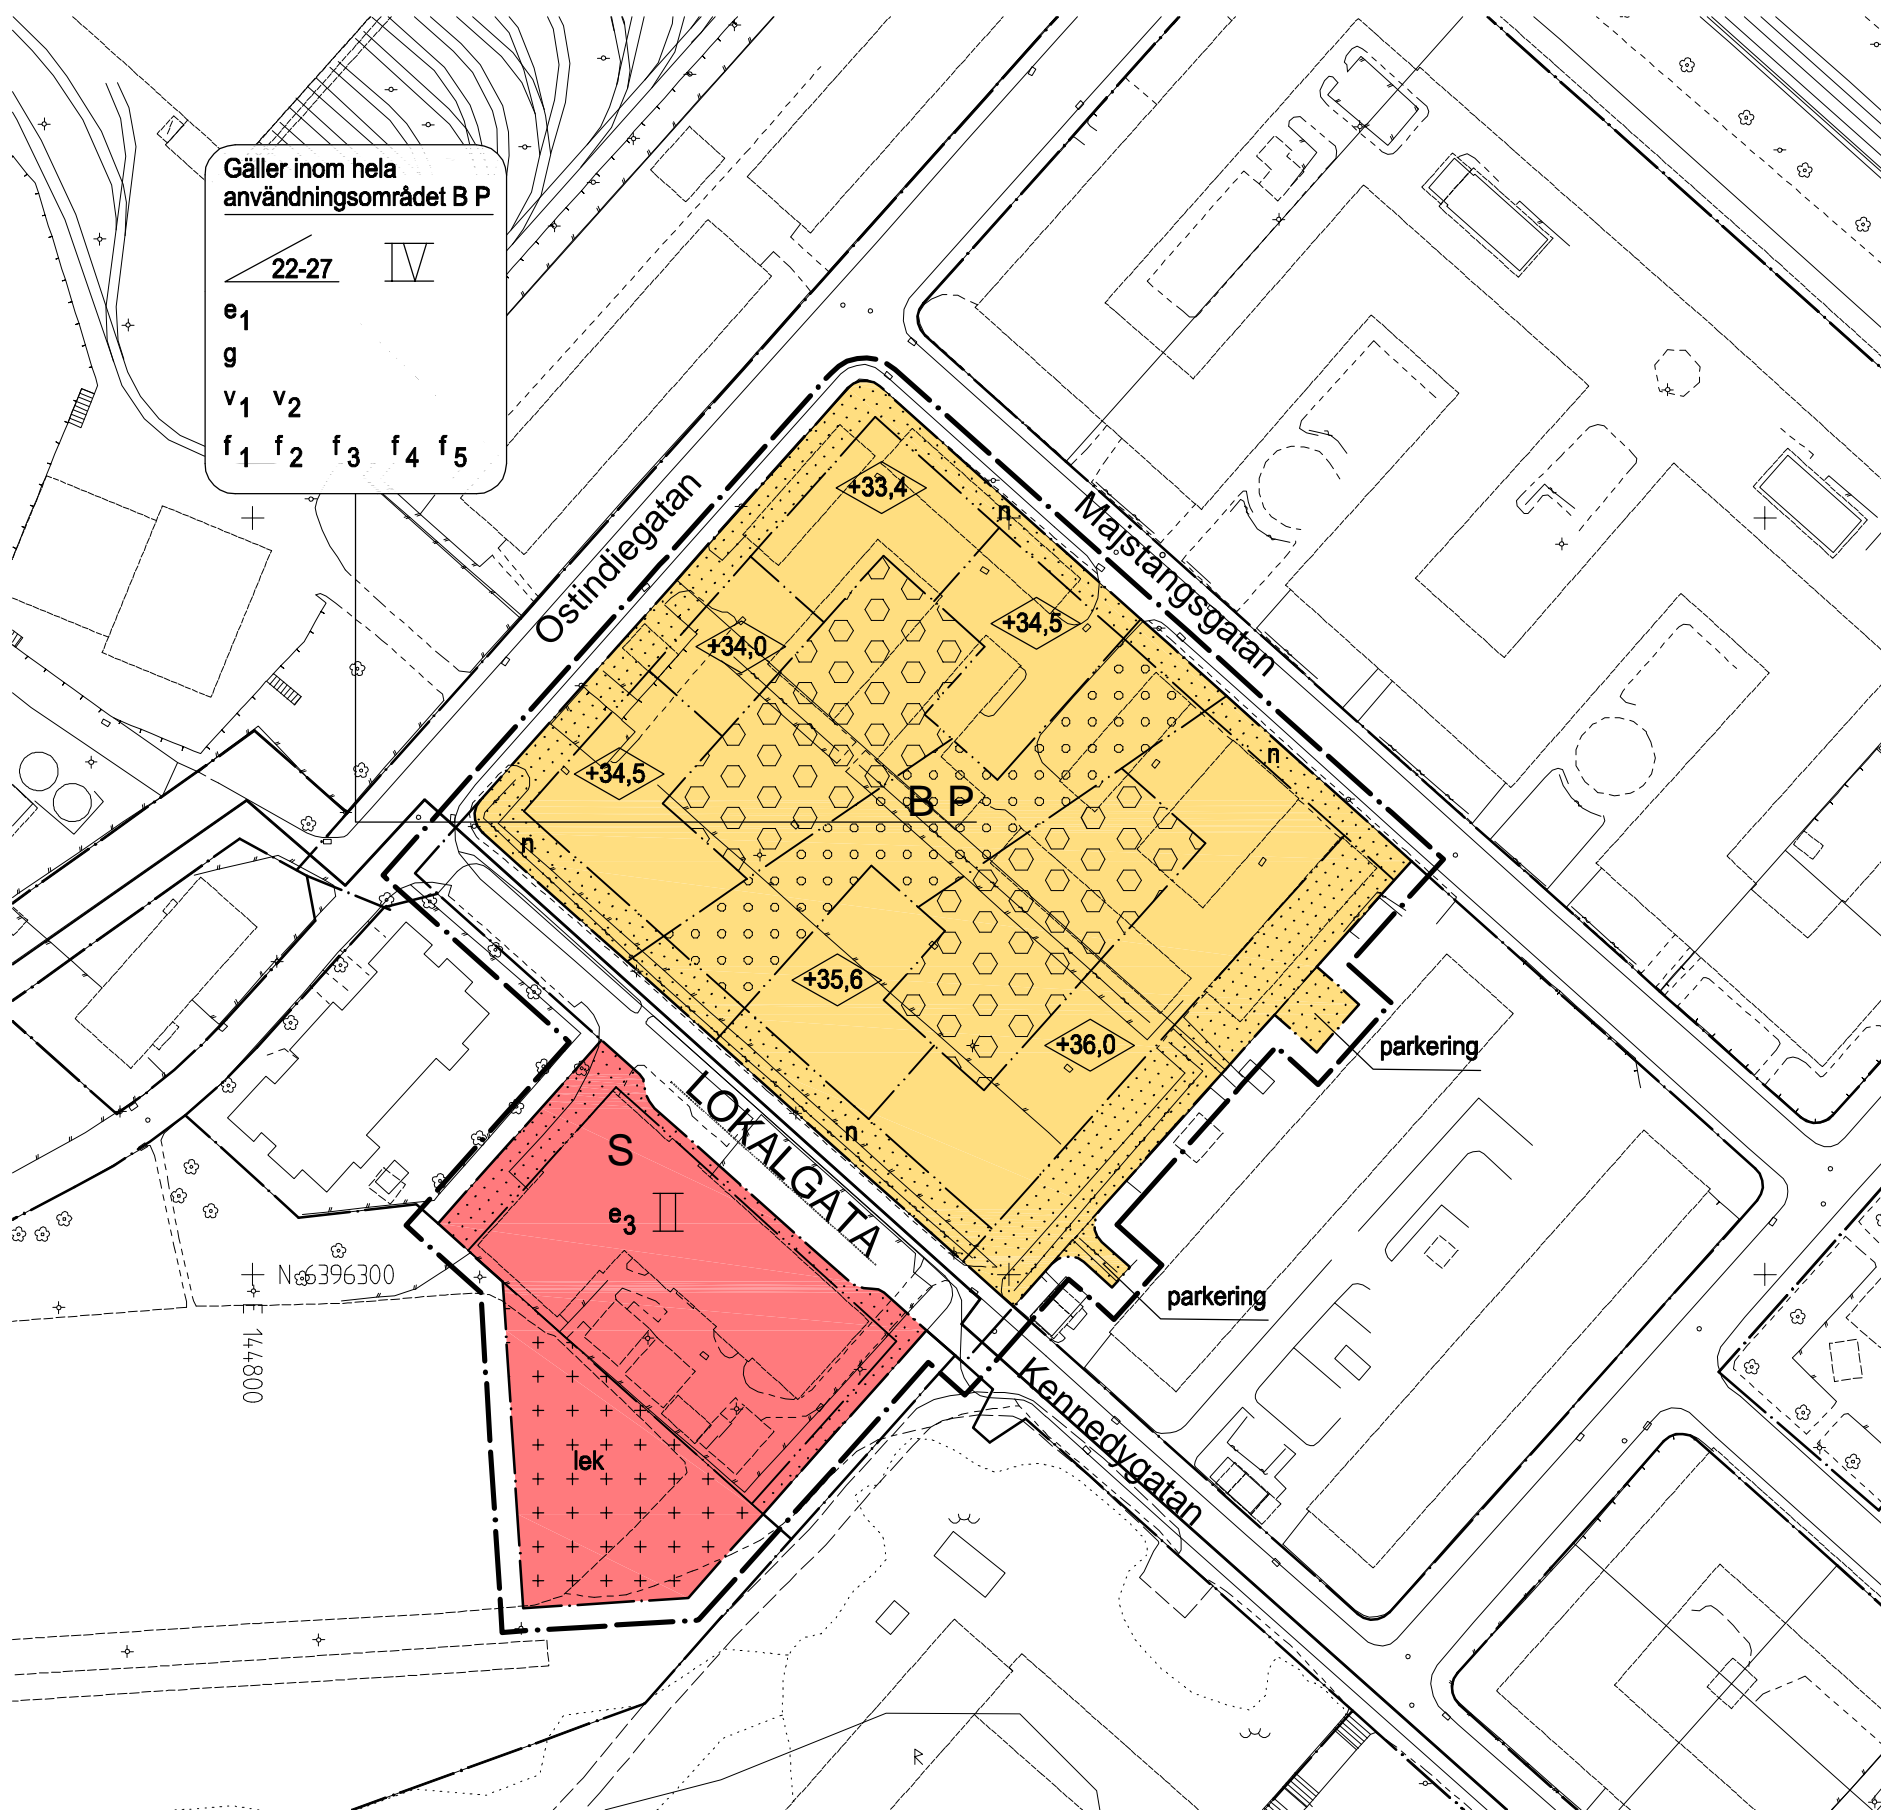 Gäller inom hela
användningsområdet B P
22-27 IV
e1
g
v1 v2
f1 f2 f3 f4 f5
Ostindiegatan
Majstångsgatan
+33,4
n
+34,5
+34,0
n
+34,5
B P
n
+35,6
+36,0
parkering
n
LOKALGATA
S
e3 II
parkering
N 6396300
E 144800
Kennedygatan
lek
R